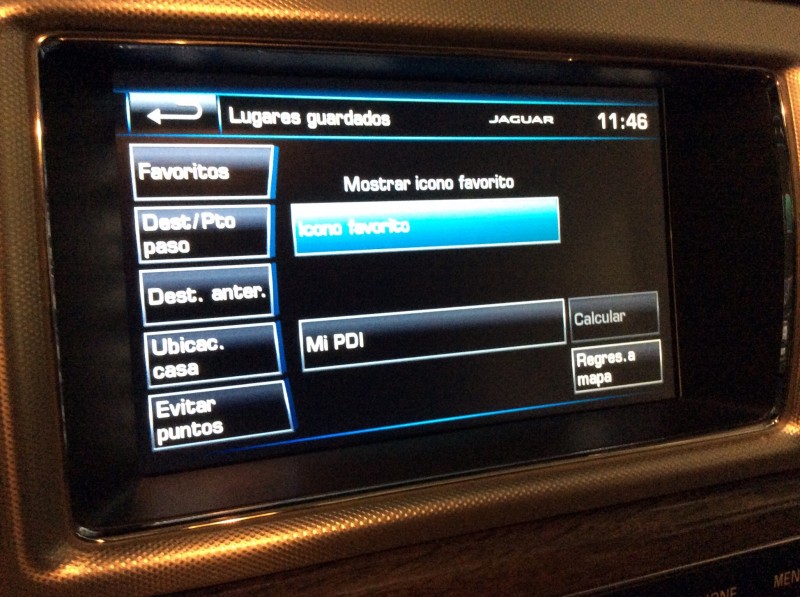 Lugares guardados
JAGUAR
11:46
Favoritos
Dest/Pto
paso
Dest. anter.
Ubicac.
casa
Evitar
puntos
Mostrar icono favorito
Icono favorito
Mi PDI
Calcular
Regres.a
mapa